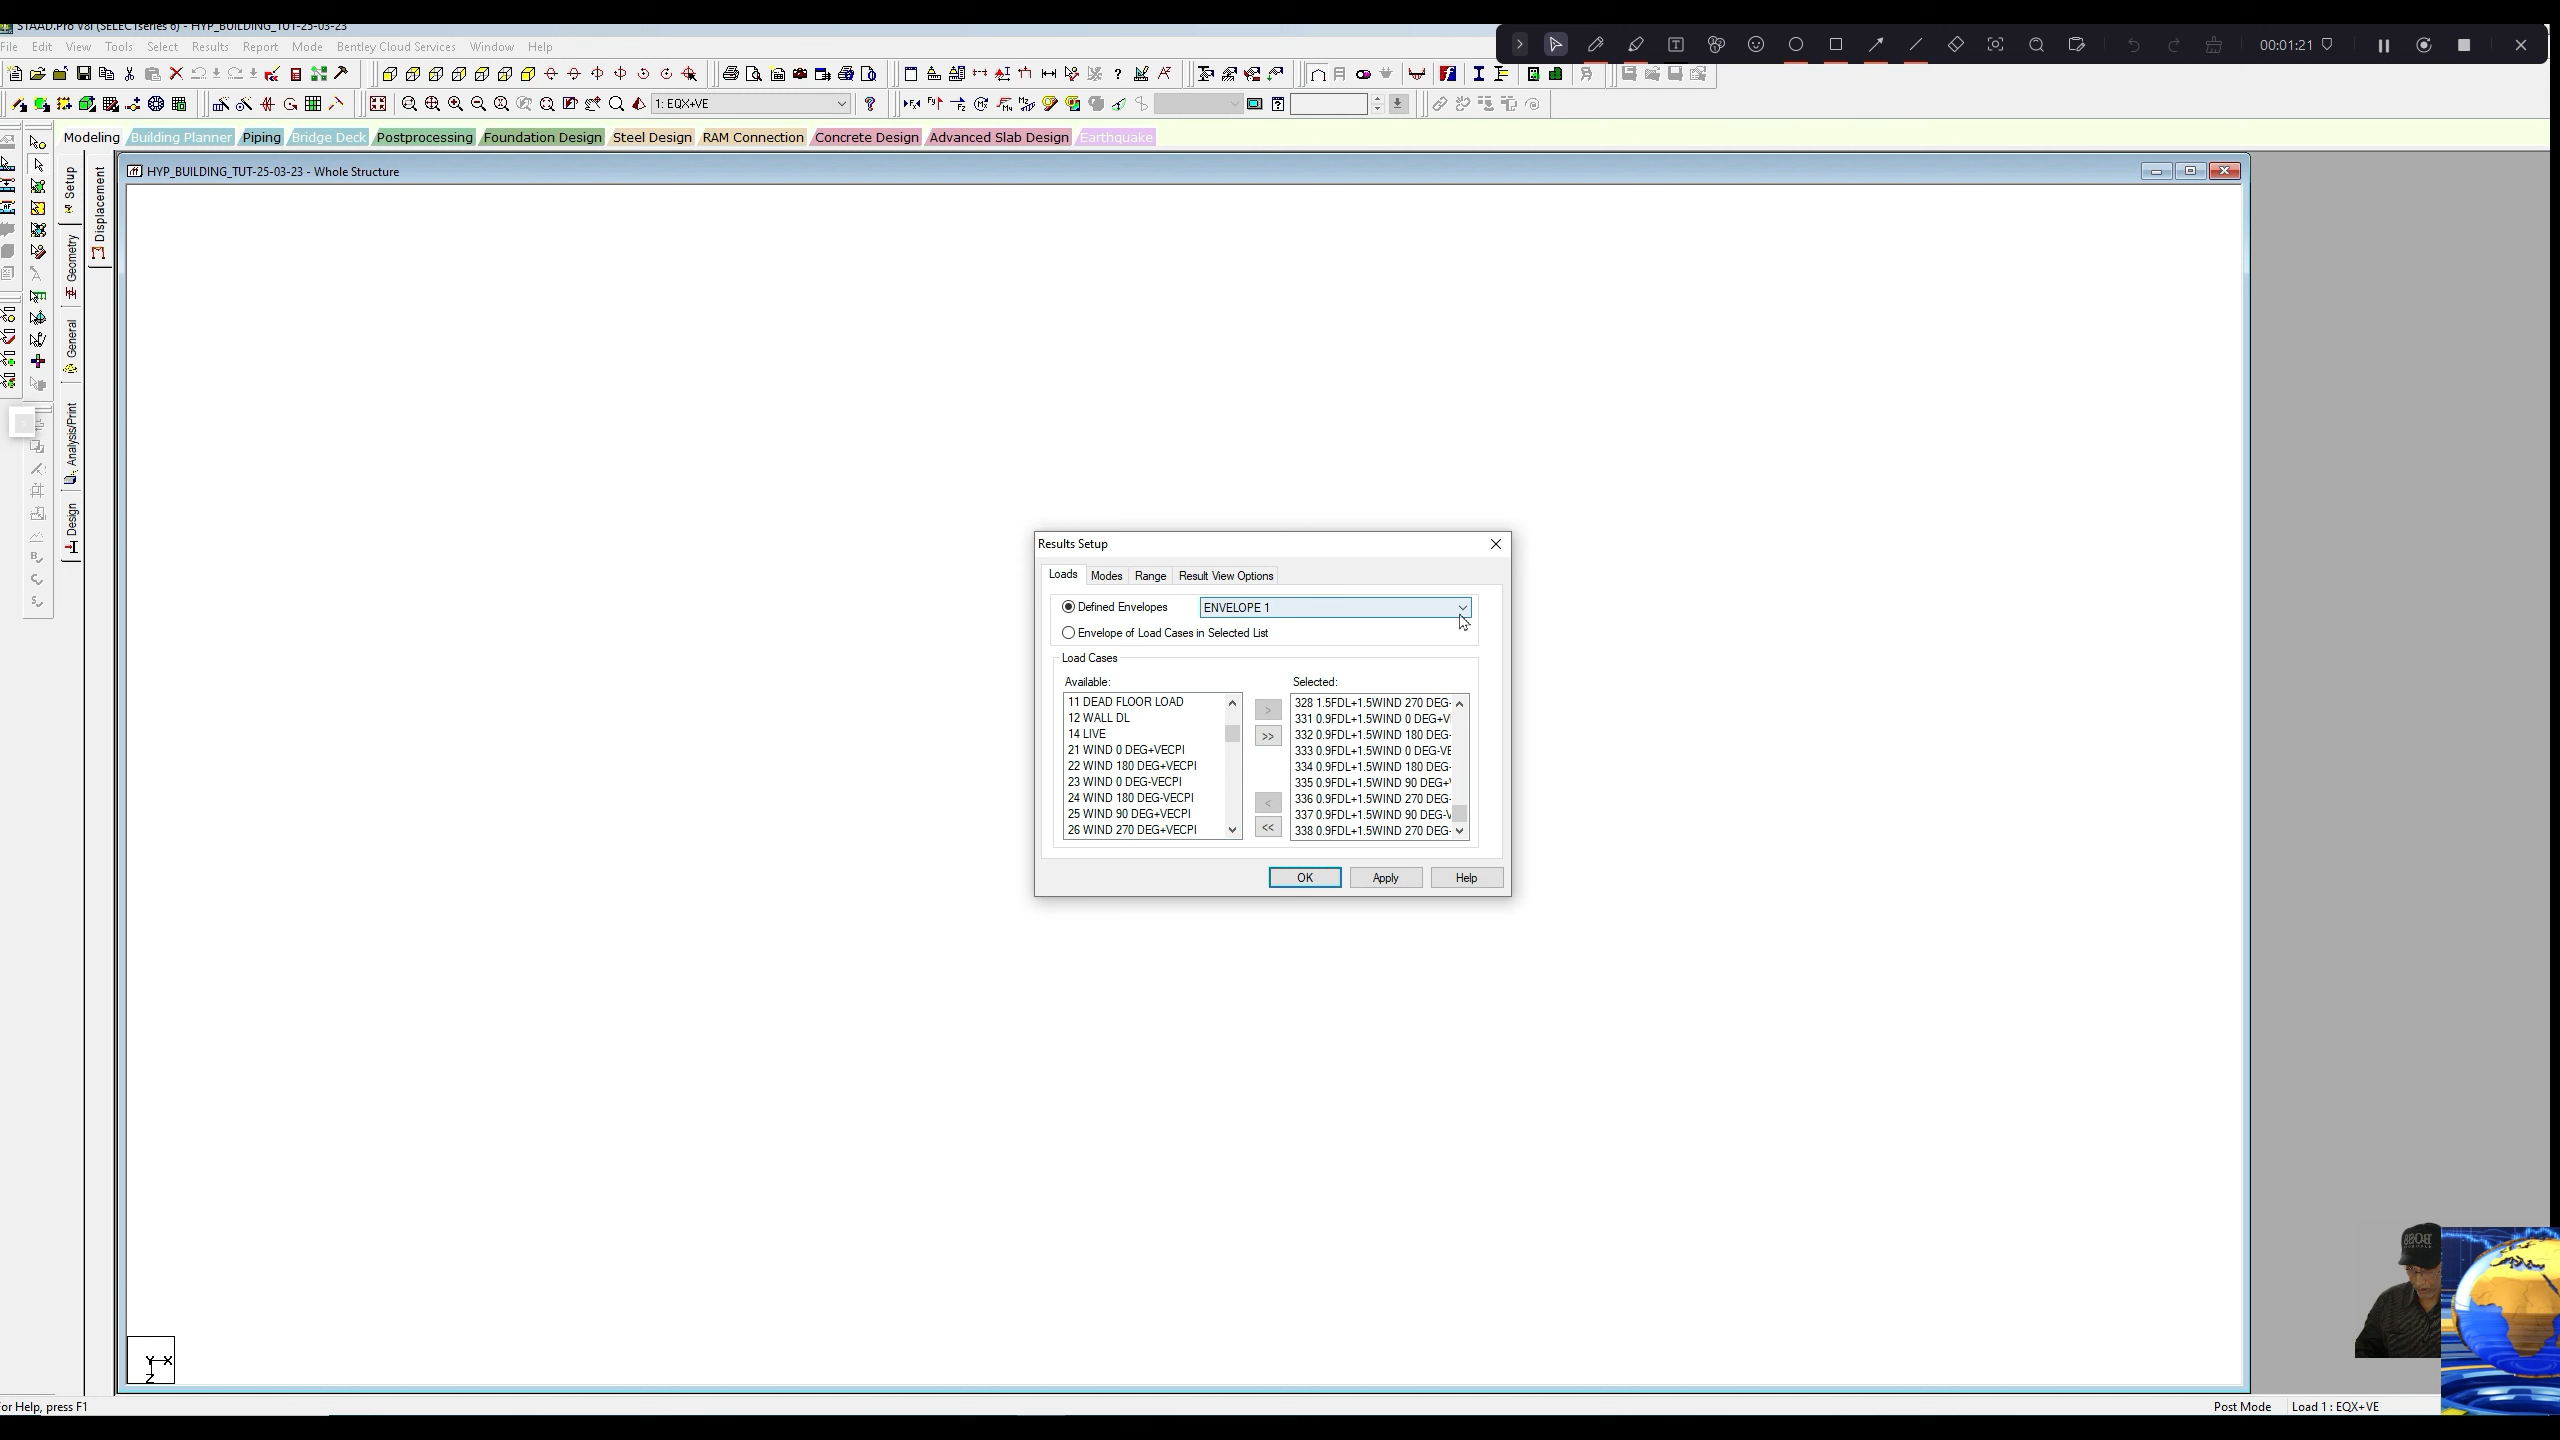 STAAD.Pro V8i (SELECTseries 6) - HYP_BUILDING_TUT-25-03-23
File Edit View Tools Select Results Report Mode Bentley Cloud Services Window Help
00:01:21
1: EQX+VE
Modeling Building Planner Piping Bridge Deck Postprocessing Foundation Design Steel Design RAM Connection Concrete Design Advanced Slab Design Earthquake
HYP_BUILDING_TUT-25-03-23 - Whole Structure
Setup
Geometry
General
Analysis/Print
Design
Displacement
Results Setup
Loads Modes Range Result View Options
Defined Envelopes ENVELOPE 1
Envelope of Load Cases in Selected List
Load Cases
Available:
11 DEAD FLOOR LOAD
12 WALL DL
14 LIVE
21 WIND 0 DEG+VECPI
22 WIND 180 DEG+VECPI
23 WIND 0 DEG-VECPI
24 WIND 180 DEG-VECPI
25 WIND 90 DEG+VECPI
26 WIND 270 DEG+VECPI
> 
>>
<
<<
Selected:
328 1.5FDL+1.5WIND 270 DEG-
331 0.9FDL+1.5WIND 0 DEG+V
332 0.9FDL+1.5WIND 180 DEG-
333 0.9FDL+1.5WIND 0 DEG-VE
334 0.9FDL+1.5WIND 180 DEG-
335 0.9FDL+1.5WIND 90 DEG+
336 0.9FDL+1.5WIND 270 DEG-
337 0.9FDL+1.5WIND 90 DEG-V
338 0.9FDL+1.5WIND 270 DEG-
OK Apply Help
Y X
Z
BOSS
For Help, press F1
Post Mode Load 1 : EQX+VE